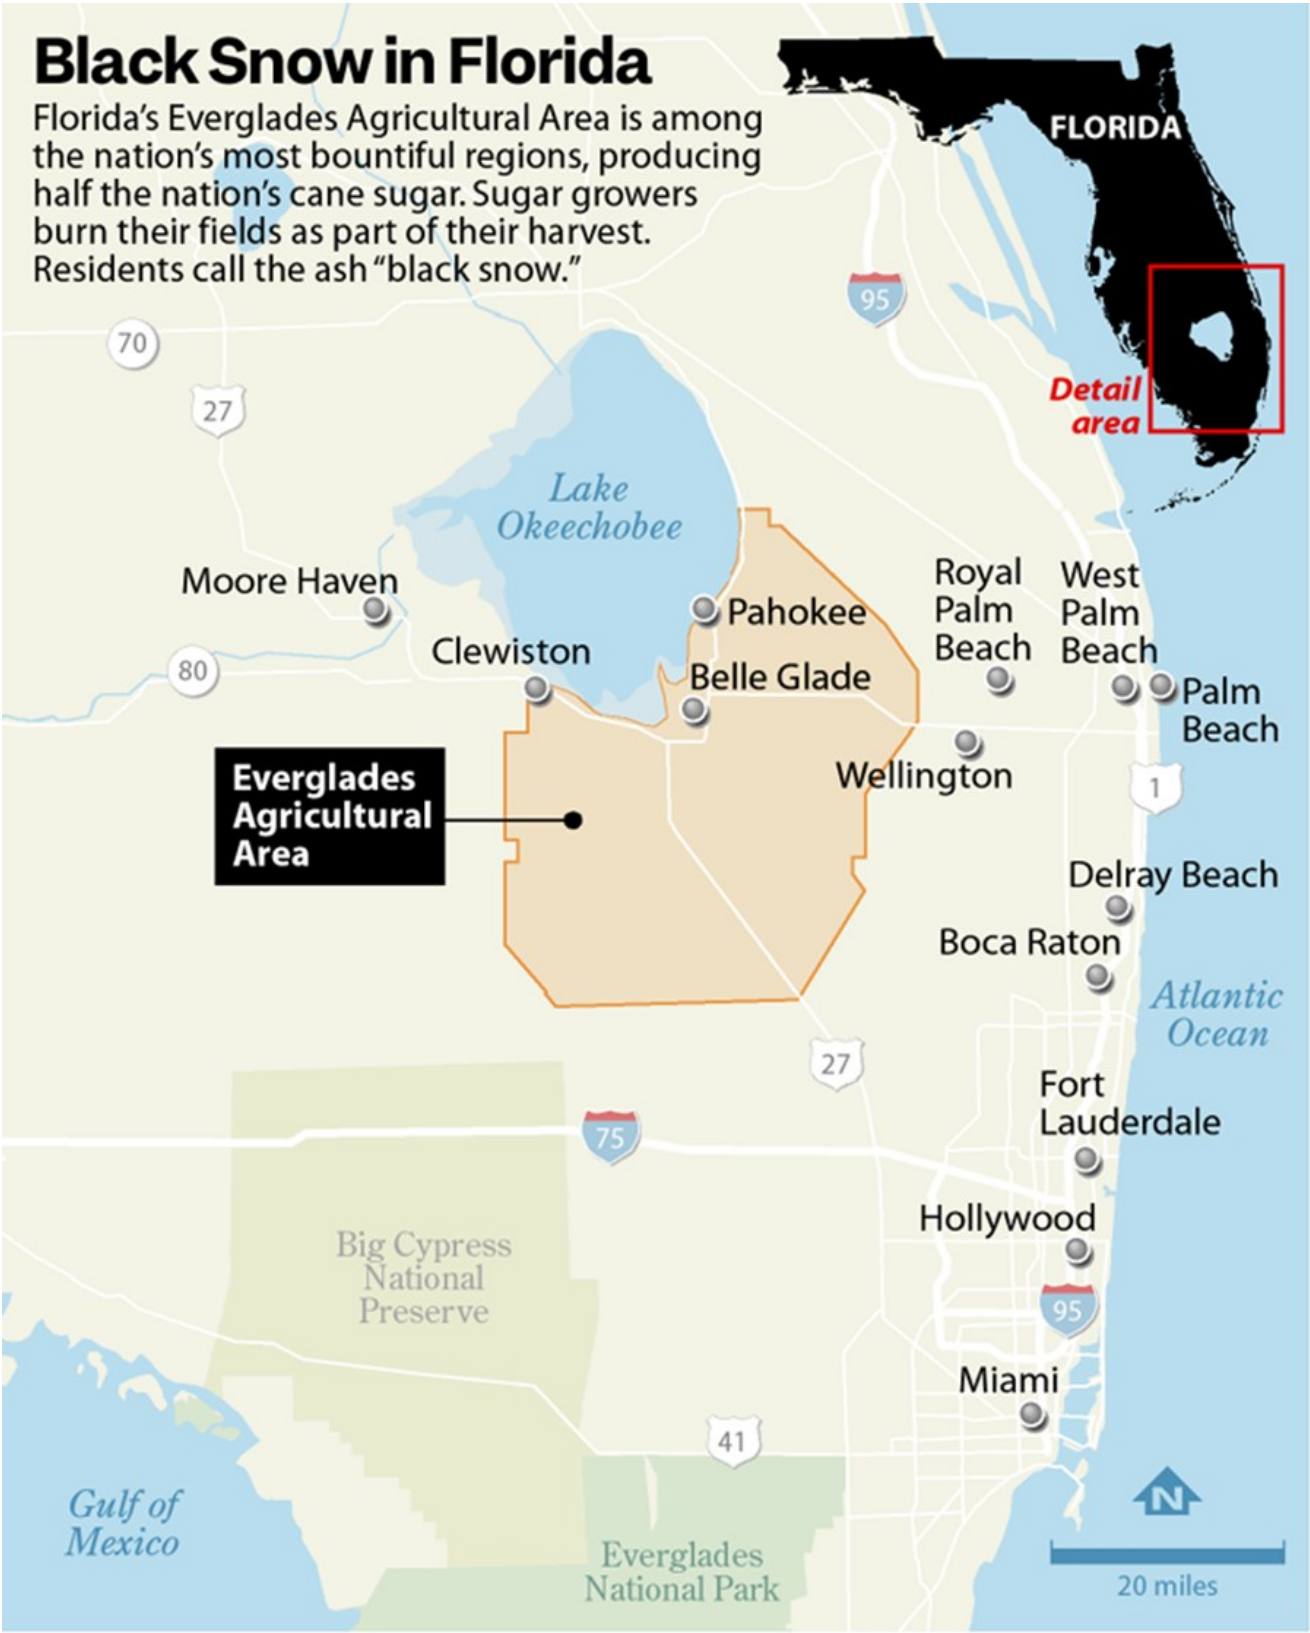 Black Snow in Florida
Florida's Everglades Agricultural Area is among
the nation's most bountiful regions, producing
half the nation's cane sugar. Sugar growers
burn their fields as part of their harvest.
Residents call the ash “black snow.”
FLORIDA
Detail
area
95
70
27
Lake
Okeechobee
Moore Haven
Clewiston
80
Pahokee
Belle Glade
Royal
Palm
Beach
West
Palm
Beach
Palm
Beach
Wellington
1
Everglades
Agricultural
Area
Delray Beach
Boca Raton
Atlantic
Ocean
27
Fort
Lauderdale
75
Hollywood
95
Big Cypress
National
Preserve
Miami
41
Gulf of
Mexico
Everglades
National Park
N
20 miles